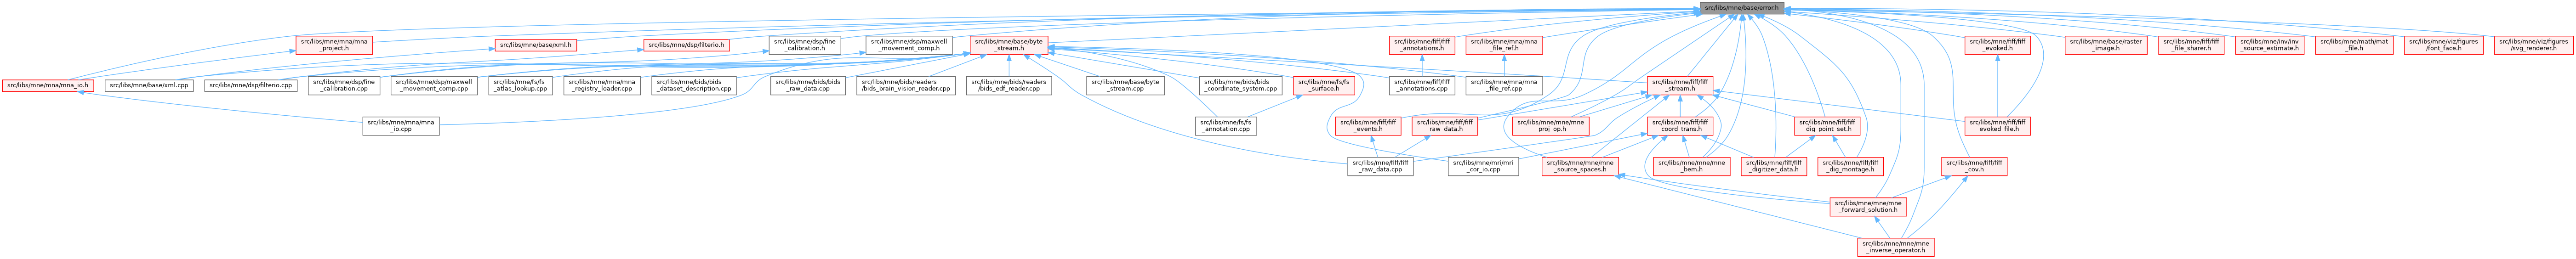 src/libs/mne/base/error.h
src/libs/mne/mna/mna
_project.h
src/libs/mne/base/xml.h
src/libs/mne/dsp/filterio.h
src/libs/mne/dsp/fine
_calibration.h
src/libs/mne/dsp/maxwell
_movement_comp.h
src/libs/mne/base/byte
_stream.h
src/libs/mne/fiff/fiff
_annotations.h
src/libs/mne/mna/mna
_file_ref.h
src/libs/mne/fiff/fiff
_evoked.h
src/libs/mne/base/raster
_image.h
src/libs/mne/fiff/fiff
_file_sharer.h
src/libs/mne/inv/inv
_source_estimate.h
src/libs/mne/math/mat
_file.h
src/libs/mne/viz/figures
/font_face.h
src/libs/mne/viz/figures
/svg_renderer.h
src/libs/mne/mna/mna_io.h
src/libs/mne/base/xml.cpp
src/libs/mne/dsp/filterio.cpp
src/libs/mne/dsp/fine
_calibration.cpp
src/libs/mne/dsp/maxwell
_movement_comp.cpp
src/libs/mne/fs/fs
_atlas_lookup.cpp
src/libs/mne/mna/mna
_registry_loader.cpp
src/libs/mne/bids/bids
_dataset_description.cpp
src/libs/mne/bids/bids
_raw_data.cpp
src/libs/mne/bids/readers
/bids_brain_vision_reader.cpp
src/libs/mne/bids/readers
/bids_edf_reader.cpp
src/libs/mne/base/byte
_stream.cpp
src/libs/mne/bids/bids
_coordinate_system.cpp
src/libs/mne/fs/fs
_surface.h
src/libs/mne/fiff/fiff
_annotations.cpp
src/libs/mne/mna/mna
_file_ref.cpp
src/libs/mne/fiff/fiff
_stream.h
src/libs/mne/mna/mna
_io.cpp
src/libs/mne/fs/fs
_annotation.cpp
src/libs/mne/fiff/fiff
_events.h
src/libs/mne/fiff/fiff
_raw_data.h
src/libs/mne/mne/mne
_proj_op.h
src/libs/mne/fiff/fiff
_coord_trans.h
src/libs/mne/fiff/fiff
_dig_point_set.h
src/libs/mne/fiff/fiff
_evoked_file.h
src/libs/mne/fiff/fiff
_raw_data.cpp
src/libs/mne/mri/mri
_cor_io.cpp
src/libs/mne/mne/mne
_source_spaces.h
src/libs/mne/mne/mne
_bem.h
src/libs/mne/fiff/fiff
_digitizer_data.h
src/libs/mne/fiff/fiff
_dig_montage.h
src/libs/mne/fiff/fiff
_cov.h
src/libs/mne/mne/mne
_forward_solution.h
src/libs/mne/mne/mne
_inverse_operator.h